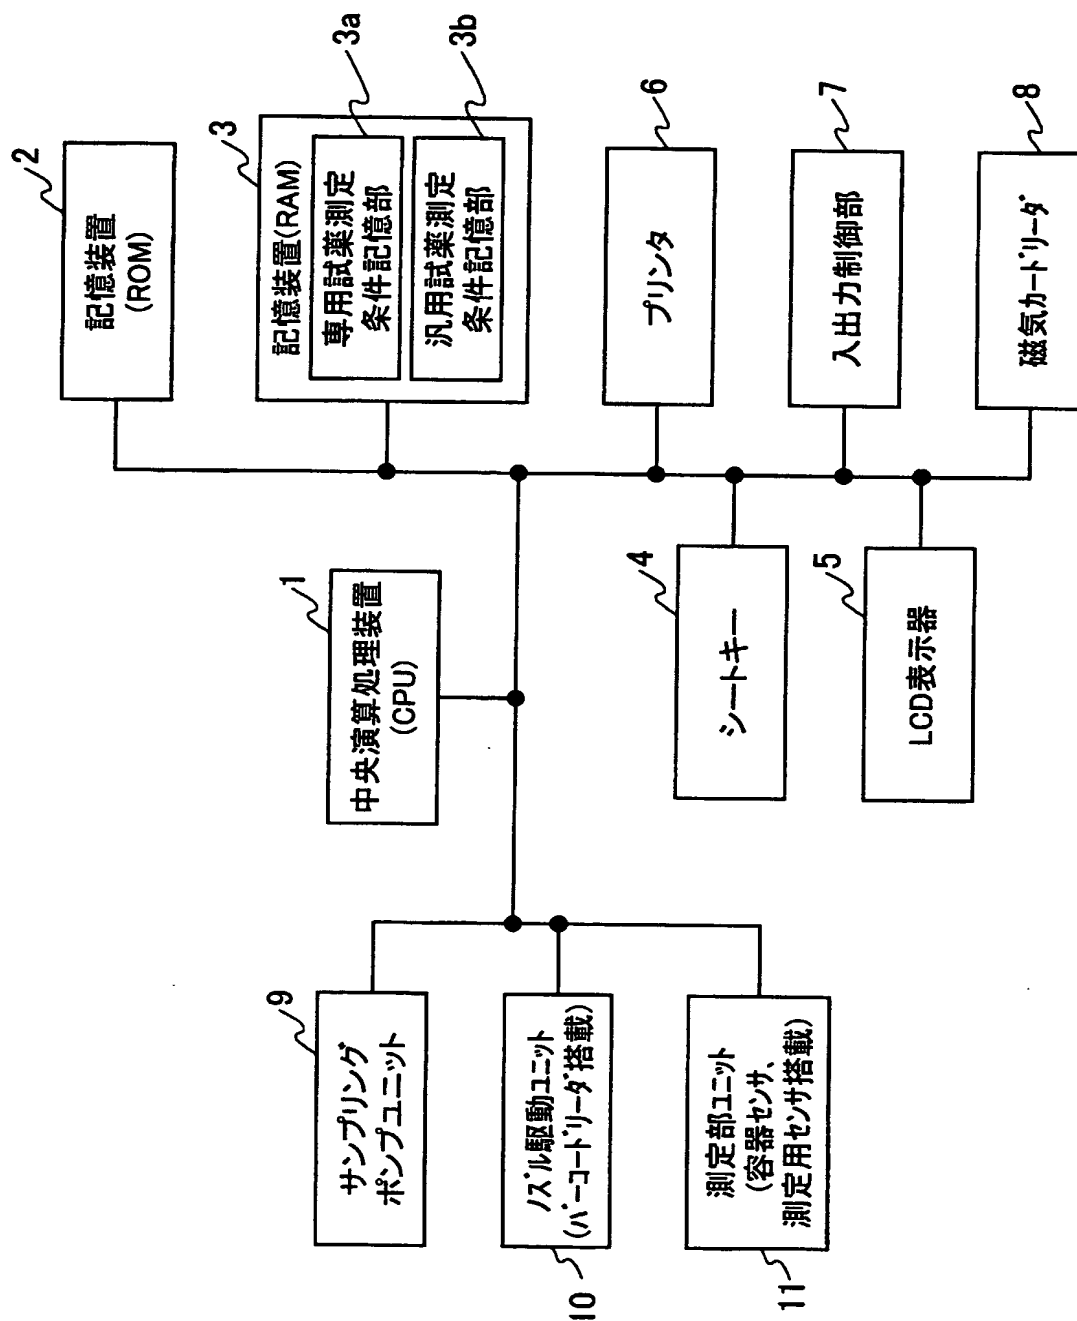 2
記憶装置
(ROM)
3
記憶装置(RAM)
3a
専用試薬測定
条件記憶部
3b
汎用試薬測定
条件記憶部
6
プリンタ
7
入出力制御部
8
磁気カードリーダ
1
中央演算処理装置
(CPU)
4
シートキー
5
LCD表示器
9
サンプリング
ポンプユニット
10
ノズル駆動ユニット
(バーコードリーダ搭載)
11
測定部ユニット
(容器センサ、
測定用センサ搭載)